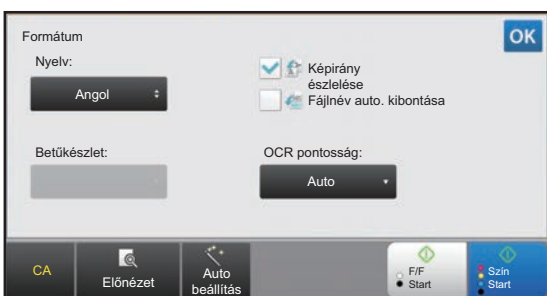 Formátum
OK
Nyelv:
Angol
Képirány
észlelése
Fájlnév auto. kibontása
Betűkészlet:
OCR pontosság:
Auto
CA
Előnézet
Auto
beállítás
F/F
Start
Szín
Start